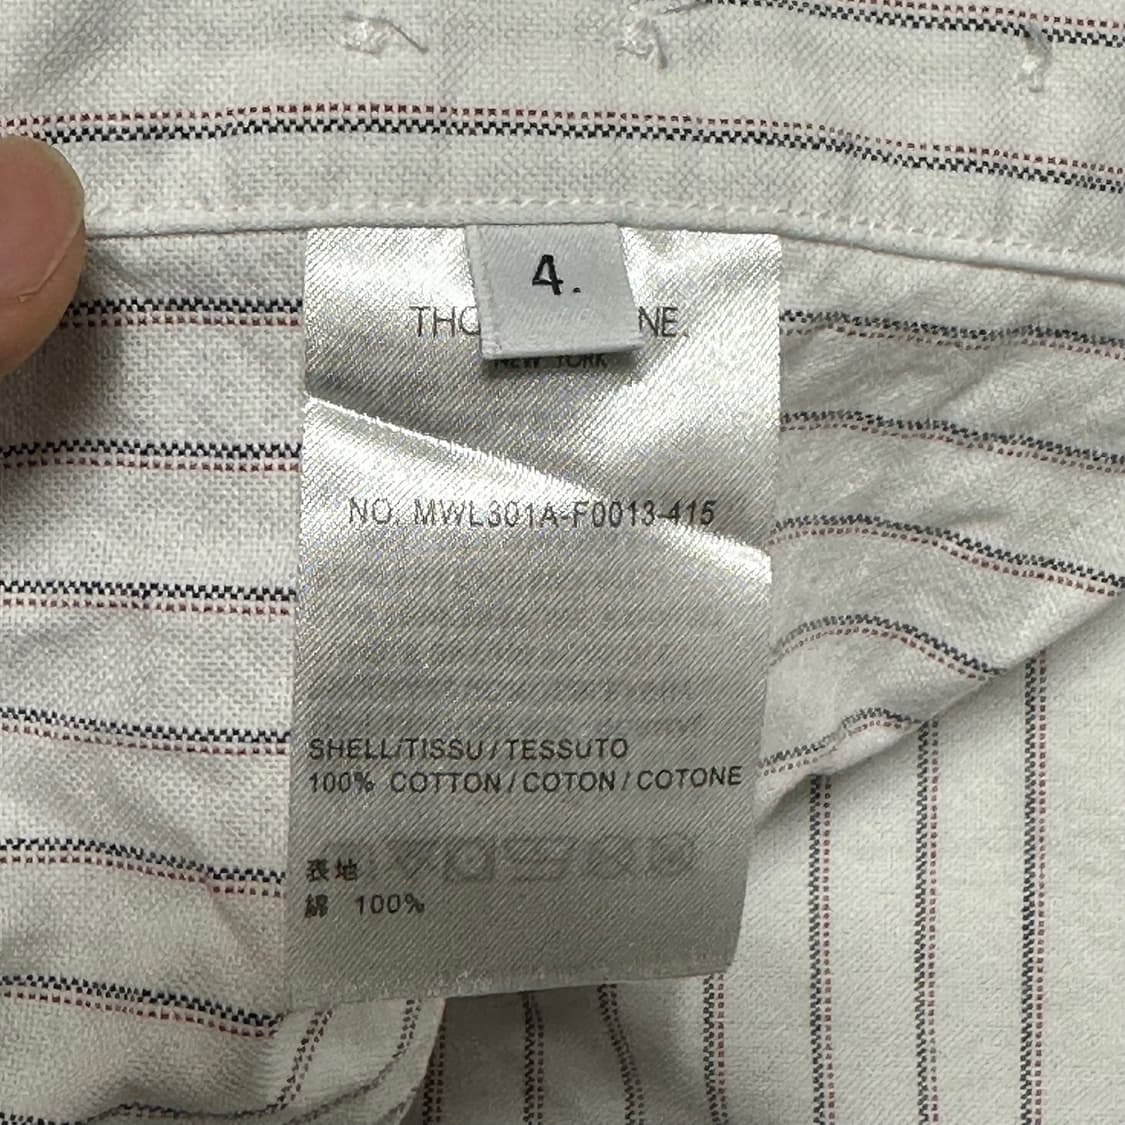 4.
THO NE.
NEW YORK
NO. MWL301A-F0013-415
SHELL/TISSU/TESSUTO
100% COTTON/COTON/COTONE
表地
綿 100%